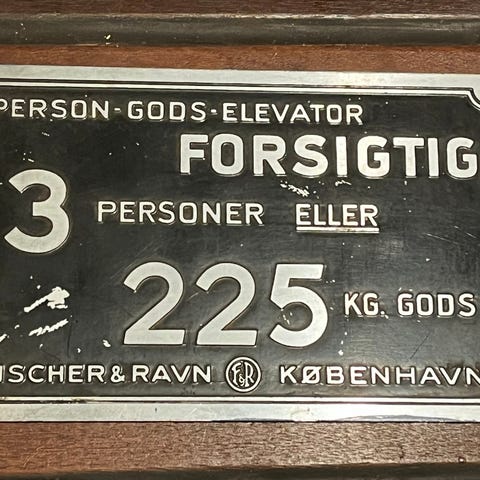 PERSON-GODS-ELEVATOR
FORSIGTIG
3 PERSONER ELLER
225 KG. GODS
ISCHER & RAVN F&R KØBENHAVN